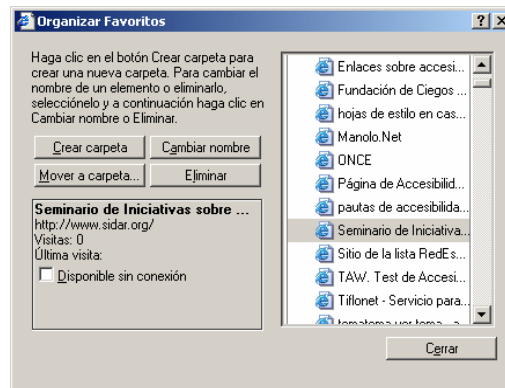 Organizar Favoritos
Haga clic en el botón Crear carpeta para
crear una nueva carpeta. Para cambiar el
nombre de un elemento o eliminarlo,
selecciónelo y a continuación haga clic en
Cambiar nombre o Eliminar.
Crear carpeta
Cambiar nombre
Mover a carpeta...
Eliminar
Seminario de Iniciativas sobre ...
http://www.sidar.org/
Visitas: 0
Última visita:
Disponible sin conexión
Enlaces sobre accesi...
Fundación de Ciegos ...
hojas de estilo en cas...
Manolo.Net
ONCE
Página de Accesibilid...
pautas de accesibilida...
Seminario de Iniciativa...
Sitio de la lista RedEs...
TAW. Test de Accesi...
Tiflonet - Servicio para...
Cerrar